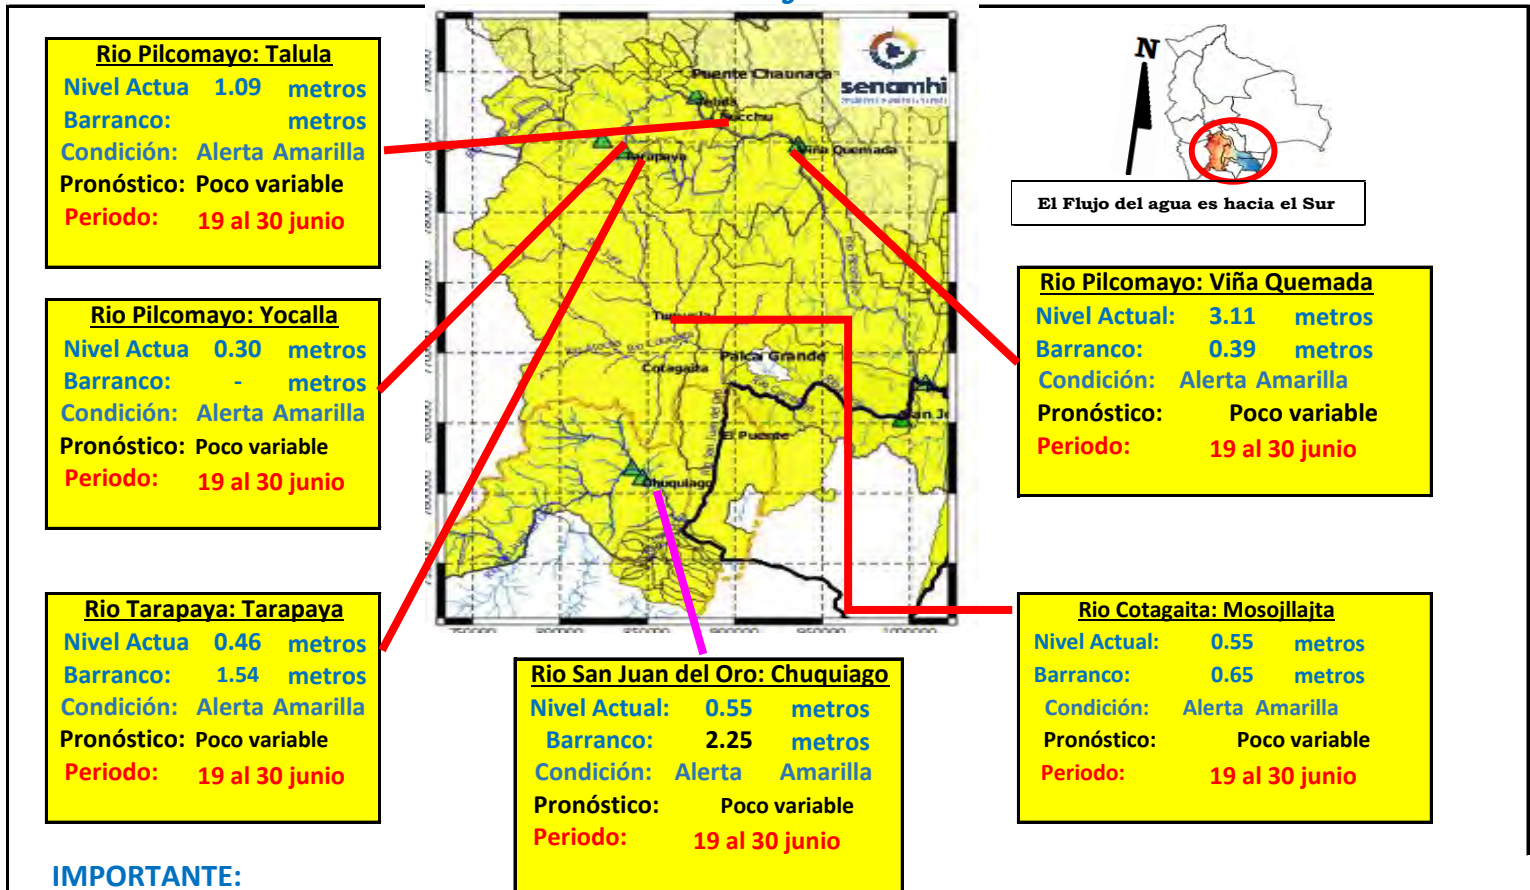 Rio Pilcomayo: Talula
Nivel Actua 1.09 metros
Barranco: metros
Condición: Alerta Amarilla
Pronóstico: Poco variable
Periodo: 19 al 30 junio
Rio Pilcomayo: Yocalla
Nivel Actua 0.30 metros
Barranco: - metros
Condición: Alerta Amarilla
Pronóstico: Poco variable
Periodo: 19 al 30 junio
Rio Tarapaya: Tarapaya
Nivel Actua 0.46 metros
Barranco: 1.54 metros
Condición: Alerta Amarilla
Pronóstico: Poco variable
Periodo: 19 al 30 junio
senamhi
Puente Chaunaca
Tarapaya
Viña Quemada
Palca Grande
Cotagaita
El Puente
Chuquiago
750000 800000 850000 900000 950000 1000000
N
El Flujo del agua es hacia el Sur
Rio Pilcomayo: Viña Quemada
Nivel Actual: 3.11 metros
Barranco: 0.39 metros
Condición: Alerta Amarilla
Pronóstico: Poco variable
Periodo: 19 al 30 junio
Rio San Juan del Oro: Chuquiago
Nivel Actual: 0.55 metros
Barranco: 2.25 metros
Condición: Alerta Amarilla
Pronóstico: Poco variable
Periodo: 19 al 30 junio
Rio Cotagaita: Mosojllajta
Nivel Actual: 0.55 metros
Barranco: 0.65 metros
Condición: Alerta Amarilla
Pronóstico: Poco variable
Periodo: 19 al 30 junio
IMPORTANTE: